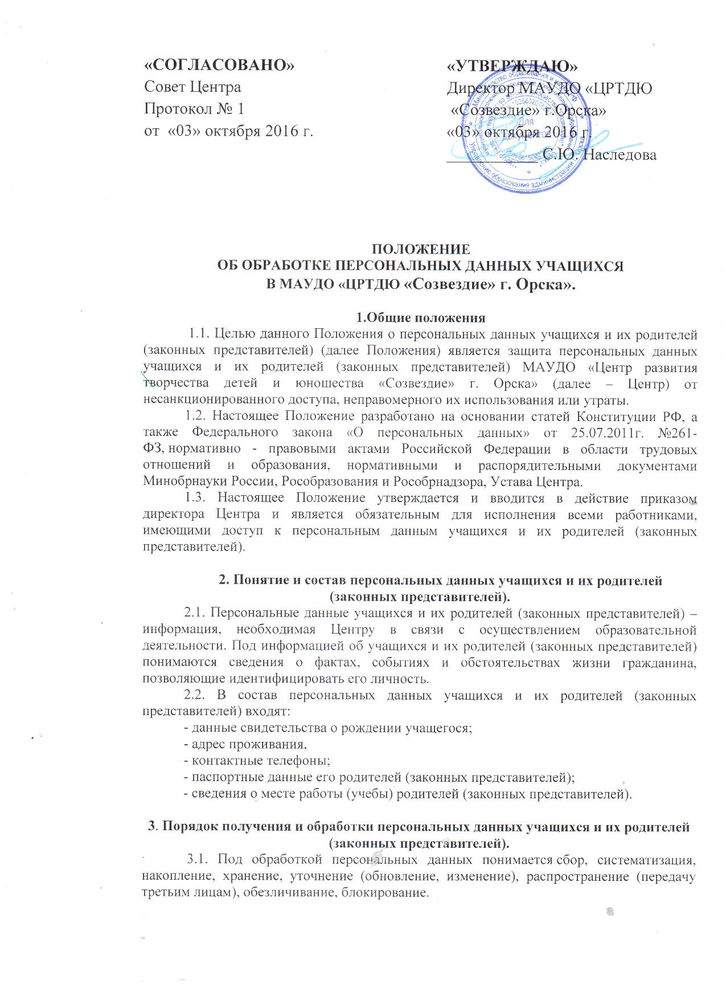 «СОГЛАСОВАНО»
Совет Центра
Протокол № 1
от «03» октября 2016 г.
«УТВЕРЖДАЮ»
Директор МАУДО «ЦРТДЮ
«Созвездие» г.Орска»
«03» октября 2016 г.
___________ С.Ю. Наследова
Министерство образования и науки РФ
Управление образования администрации г. Орска
Для
документов
ПОЛОЖЕНИЕ
ОБ ОБРАБОТКЕ ПЕРСОНАЛЬНЫХ ДАННЫХ УЧАЩИХСЯ
В МАУДО «ЦРТДЮ «Созвездие» г. Орска».
1.Общие положения
1.1. Целью данного Положения о персональных данных учащихся и их родителей
(законных представителей) (далее Положения) является защита персональных данных
учащихся и их родителей (законных представителей) МАУДО «Центр развития
творчества детей и юношества «Созвездие» г. Орска» (далее – Центр) от
несанкционированного доступа, неправомерного их использования или утраты.
1.2. Настоящее Положение разработано на основании статей Конституции РФ, а
также Федерального закона «О персональных данных» от 25.07.2011г. №261-
ФЗ, нормативно - правовыми актами Российской Федерации в области трудовых
отношений и образования, нормативными и распорядительными документами
Минобрнауки России, Рособразования и Рособрнадзора, Устава Центра.
1.3. Настоящее Положение утверждается и вводится в действие приказом
директора Центра и является обязательным для исполнения всеми работниками,
имеющими доступ к персональным данным учащихся и их родителей (законных
представителей).
2. Понятие и состав персональных данных учащихся и их родителей
(законных представителей).
2.1. Персональные данные учащихся и их родителей (законных представителей) –
информация, необходимая Центру в связи с осуществлением образовательной
деятельности. Под информацией об учащихся и их родителей (законных представителей)
понимаются сведения о фактах, событиях и обстоятельствах жизни гражданина,
позволяющие идентифицировать его личность.
2.2. В состав персональных данных учащихся и их родителей (законных
представителей) входят:
- данные свидетельства о рождении учащегося;
- адрес проживания,
- контактные телефоны;
- паспортные данные его родителей (законных представителей);
- сведения о месте работы (учебы) родителей (законных представителей).
3. Порядок получения и обработки персональных данных учащихся и их родителей
(законных представителей).
3.1. Под обработкой персональных данных понимается сбор, систематизация,
накопление, хранение, уточнение (обновление, изменение), распространение (передачу
третьим лицам), обезличивание, блокирование.